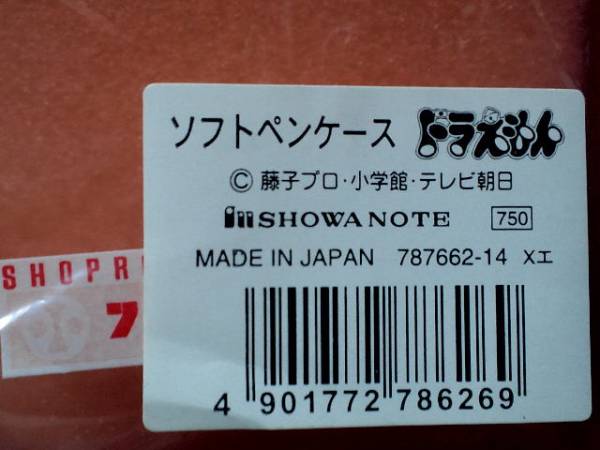 ソフトペンケース ドラえもん
© 藤子プロ・小学館・テレビ朝日
SHOWA NOTE 750
MADE IN JAPAN 787662-14 Xエ
SHOPR
7
4 901772 786269